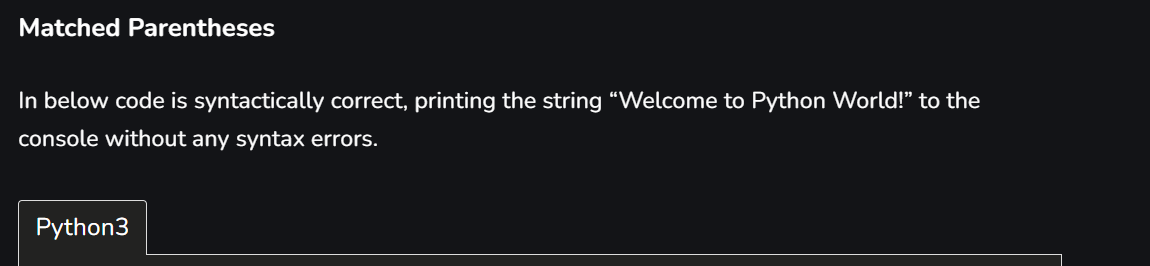 Matched Parentheses
In below code is syntactically correct, printing the string “Welcome to Python World!” to the
console without any syntax errors.
Python3